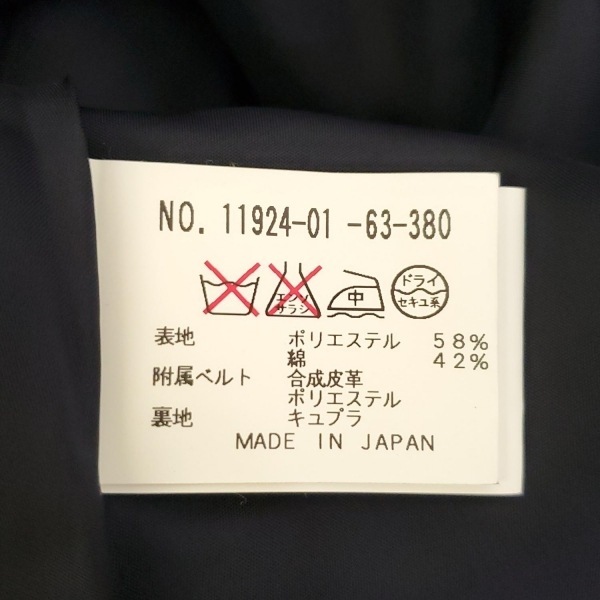 NO. 11924-01 -63-380
エンソ サラシ 中 ドライ セキユ系
表地 ポリエステル 58%
綿 42%
附属ベルト 合成皮革
ポリエステル
裏地 キュプラ
MADE IN JAPAN